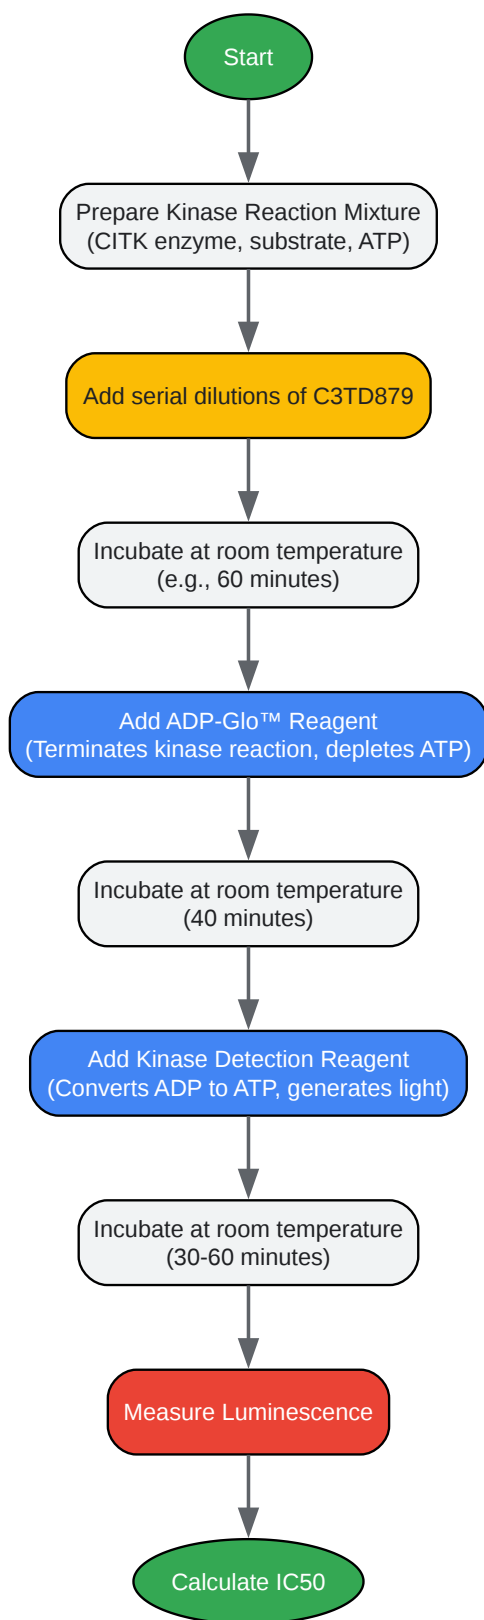 Start
Prepare Kinase Reaction Mixture
(CITK enzyme, substrate, ATP)
Add serial dilutions of C3TD879
Incubate at room temperature
(e.g., 60 minutes)
Add ADP-Glo™ Reagent
(Terminates kinase reaction, depletes ATP)
Incubate at room temperature
(40 minutes)
Add Kinase Detection Reagent
(Converts ADP to ATP, generates light)
Incubate at room temperature
(30-60 minutes)
Measure Luminescence
Calculate IC50